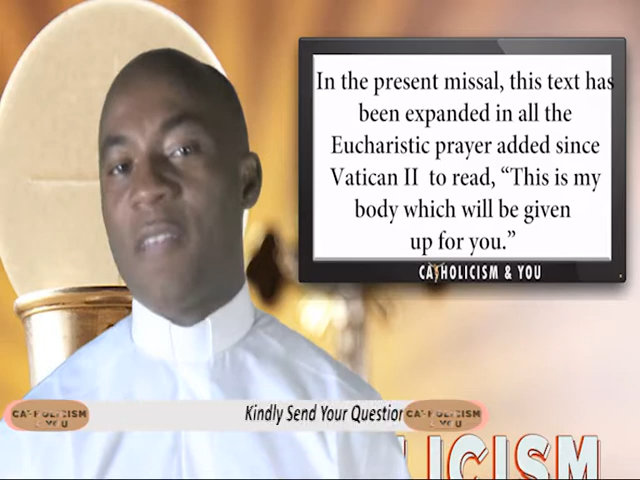 In the present missal, this text has
been expanded in all the
Eucharistic prayer added since
Vatican II to read, “This is my
body which will be given
up for you.”
CATHOLICISM & YOU
CATHOLICISM
& YOU
Kindly Send Your Question
CATHOLICISM
& YOU
LICISM